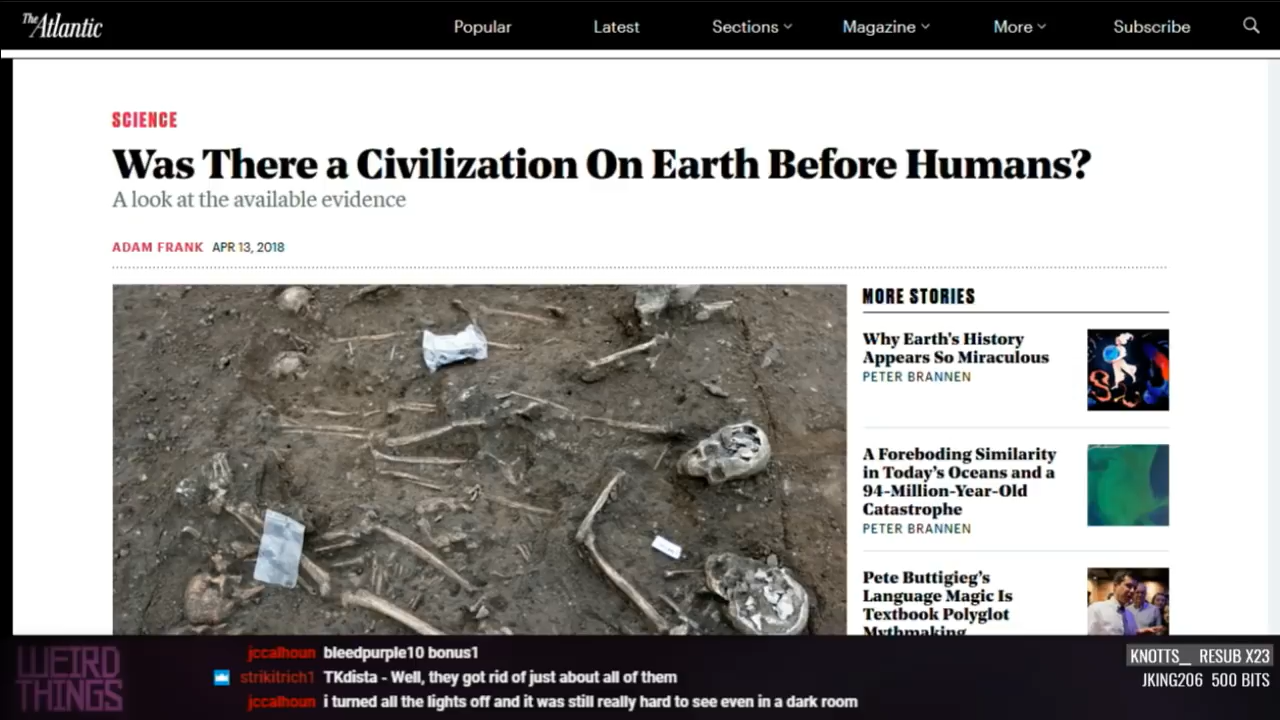 The Atlantic
Popular
Latest
Sections
Magazine
More
Subscribe
SCIENCE
Was There a Civilization On Earth Before Humans?
A look at the available evidence
ADAM FRANK APR 13, 2018
MORE STORIES
Why Earth's History
Appears So Miraculous
PETER BRANNEN
A Foreboding Similarity
in Today's Oceans and a
94-Million-Year-Old
Catastrophe
PETER BRANNEN
Pete Buttigieg's
Language Magic Is
Textbook Polyglot
Mythmaking
WEIRD
THINGS
jccalhoun bleedpurple10 bonus1
strikitrich1 TKdista - Well, they got rid of just about all of them
jccalhoun i turned all the lights off and it was still really hard to see even in a dark room
KNOTTS_ RESUB X23
JKING206 500 BITS